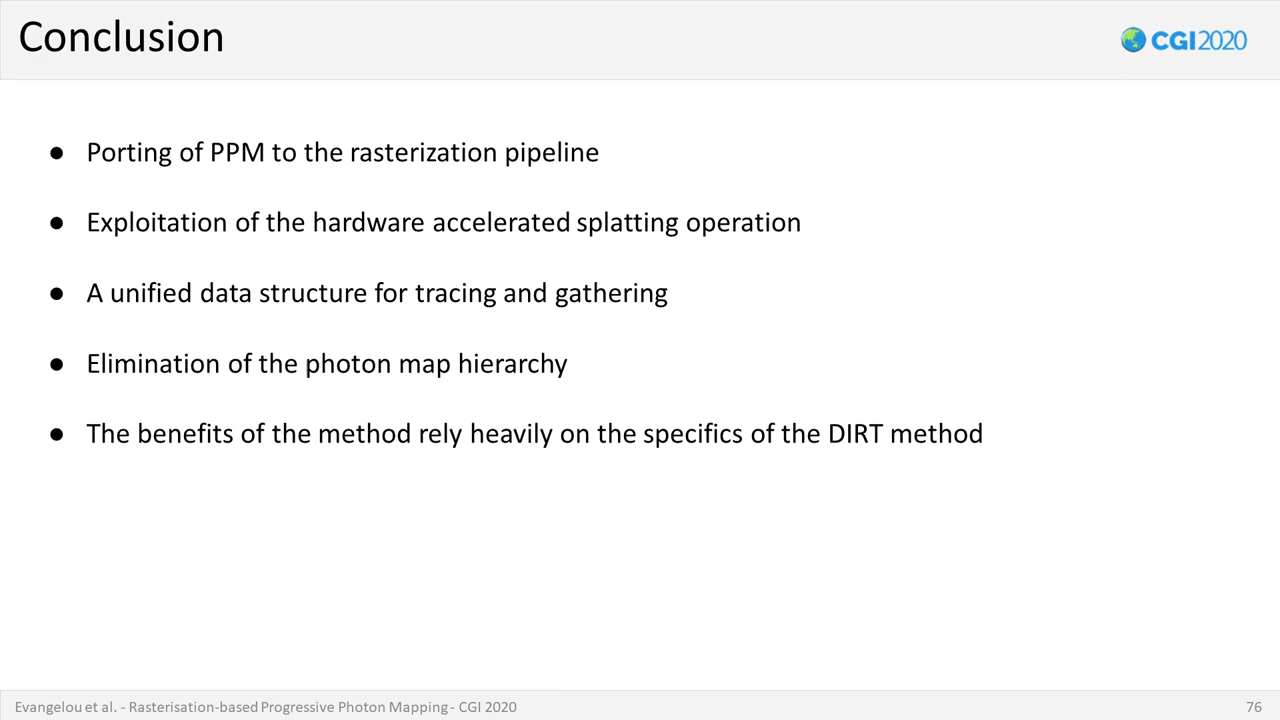 Conclusion
CGI2020
● Porting of PPM to the rasterization pipeline
● Exploitation of the hardware accelerated splatting operation
● A unified data structure for tracing and gathering
● Elimination of the photon map hierarchy
● The benefits of the method rely heavily on the specifics of the DIRT method
Evangelou et al. - Rasterisation-based Progressive Photon Mapping - CGI 2020
76